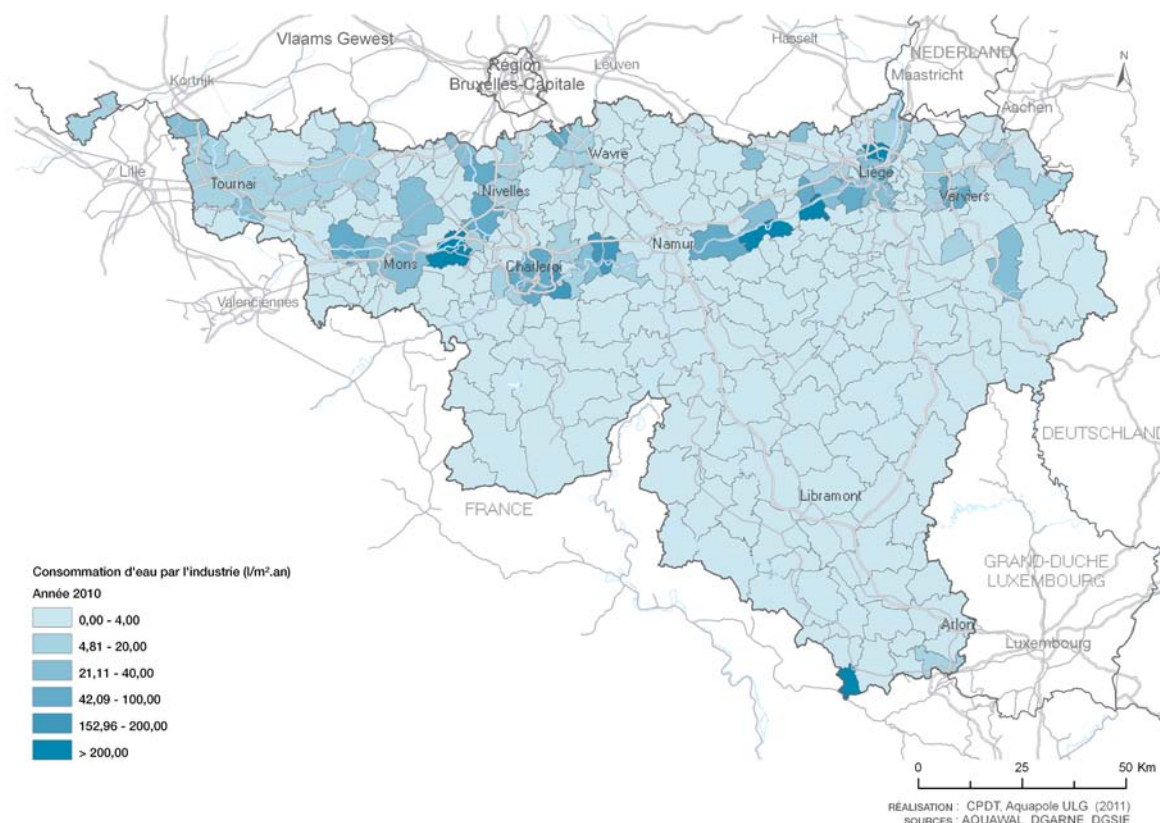 Vlaams Gewest
Hasselt
NEDERLAND
N
Région
Bruxelles-Capitale
Leuven
Maastricht
Kortrijk
Aachen
Lille
Wavre
Liège
Tournai
Nivelles
Verviers
Namur
Mons
Charleroi
Valenciennes
DEUTSCHLAND
Libramont
FRANCE
GRAND-DUCHE
LUXEMBOURG
Arlon
Luxembourg
Consommation d'eau par l'industrie (l/m².an)
Année 2010
0,00 - 4,00
4,81 - 20,00
21,11 - 40,00
42,09 - 100,00
152,96 - 200,00
> 200,00
0 25 50 Km
RÉALISATION : CPDT, Aquapole ULG (2011)
SOURCES : AQUAWAL, DGARNE, DGSIE